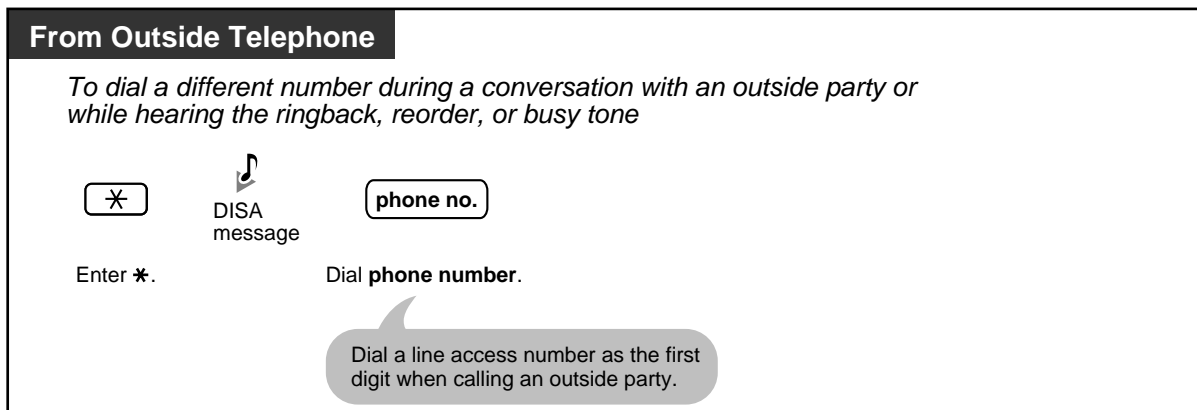 From Outside Telephone
To dial a different number during a conversation with an outside party or
while hearing the ringback, reorder, or busy tone
*
DISA
message
phone no.
Enter *.
Dial phone number.
Dial a line access number as the first
digit when calling an outside party.